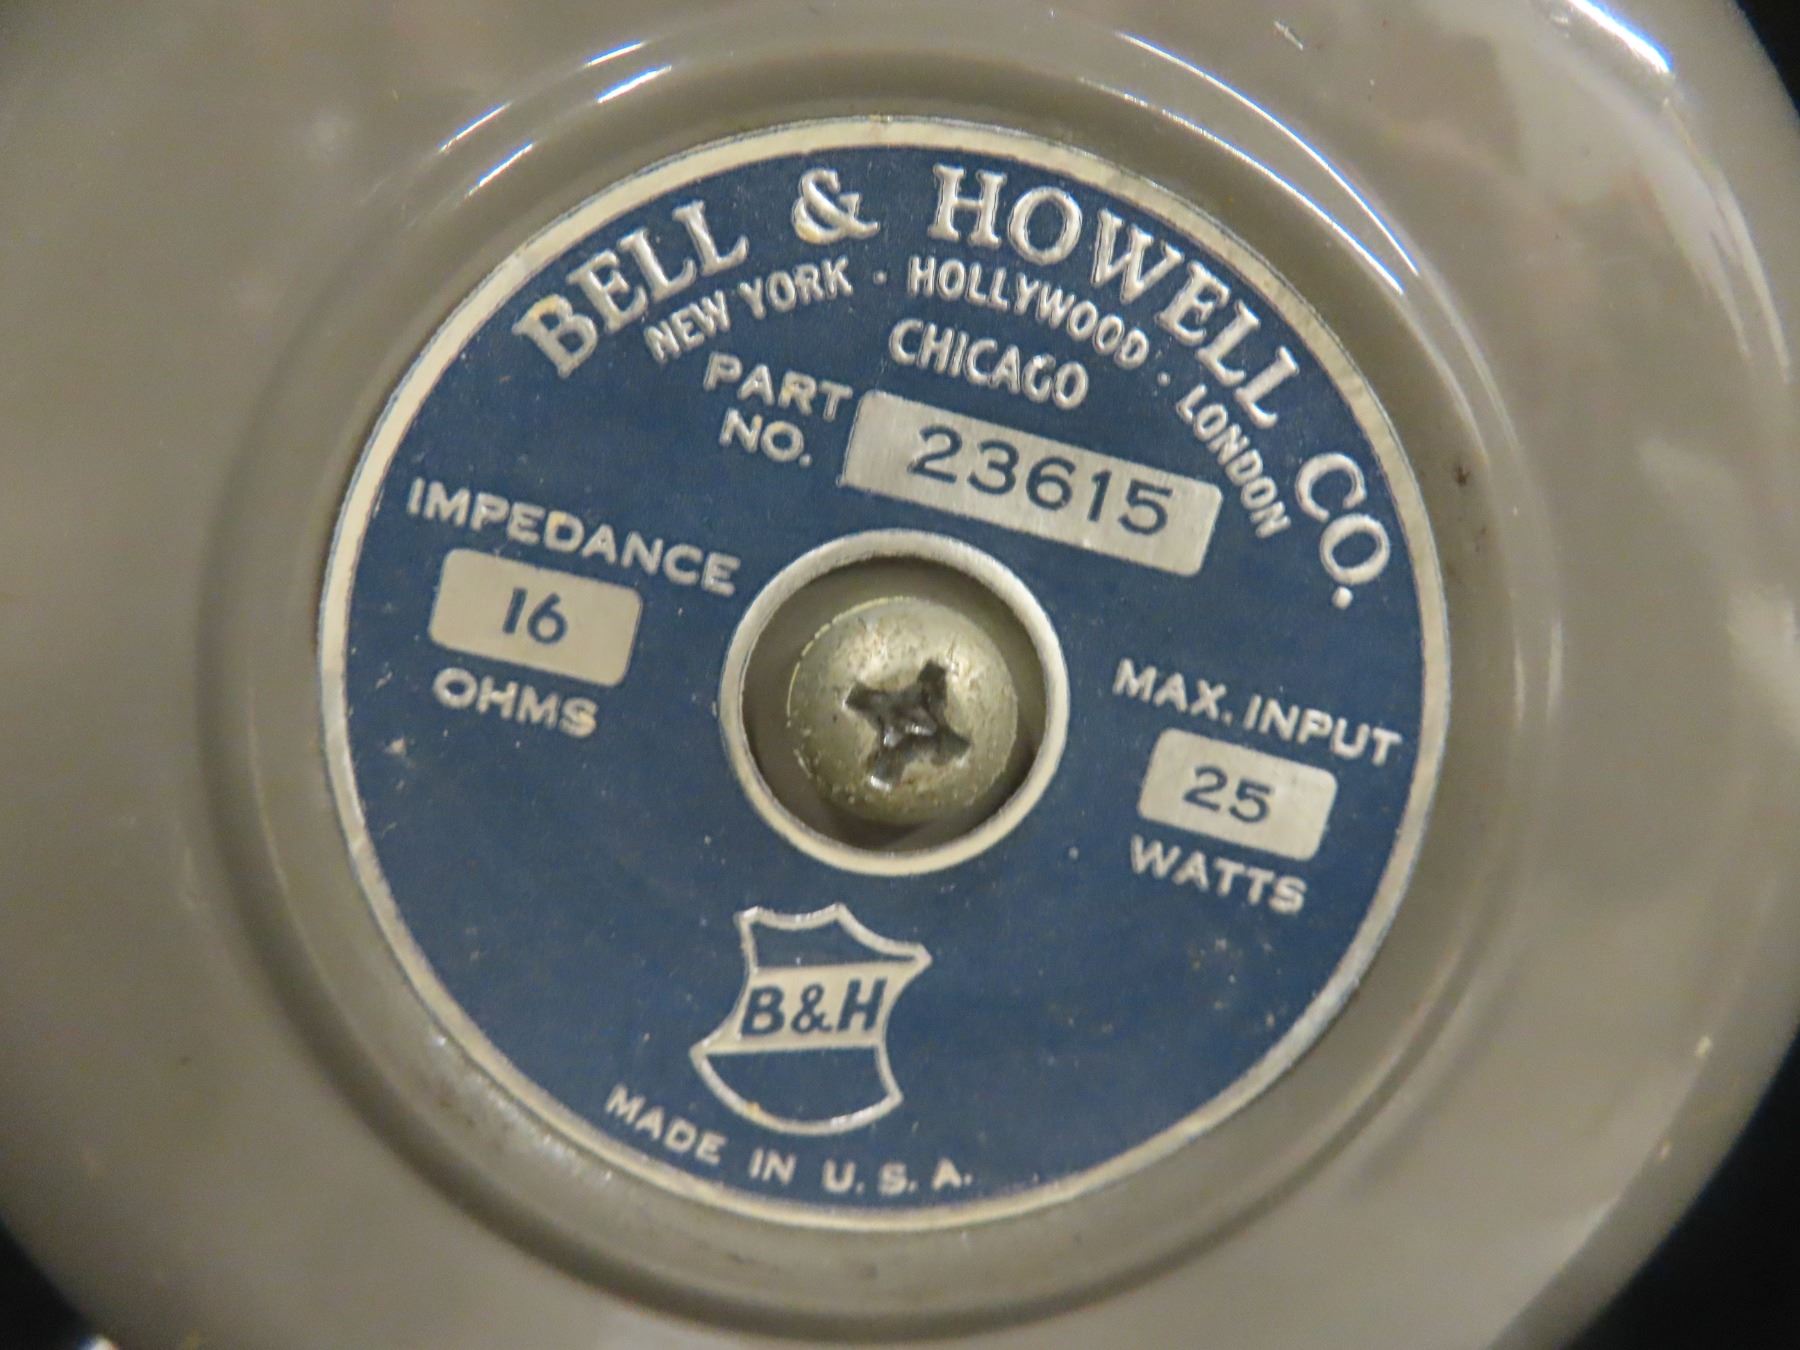 BELL & HOWELL CO.
NEW YORK · HOLLYWOOD · LONDON
CHICAGO
PART
NO.
23615
IMPEDANCE
16
OHMS
MAX. INPUT
25
WATTS
B&H
MADE IN U.S.A.